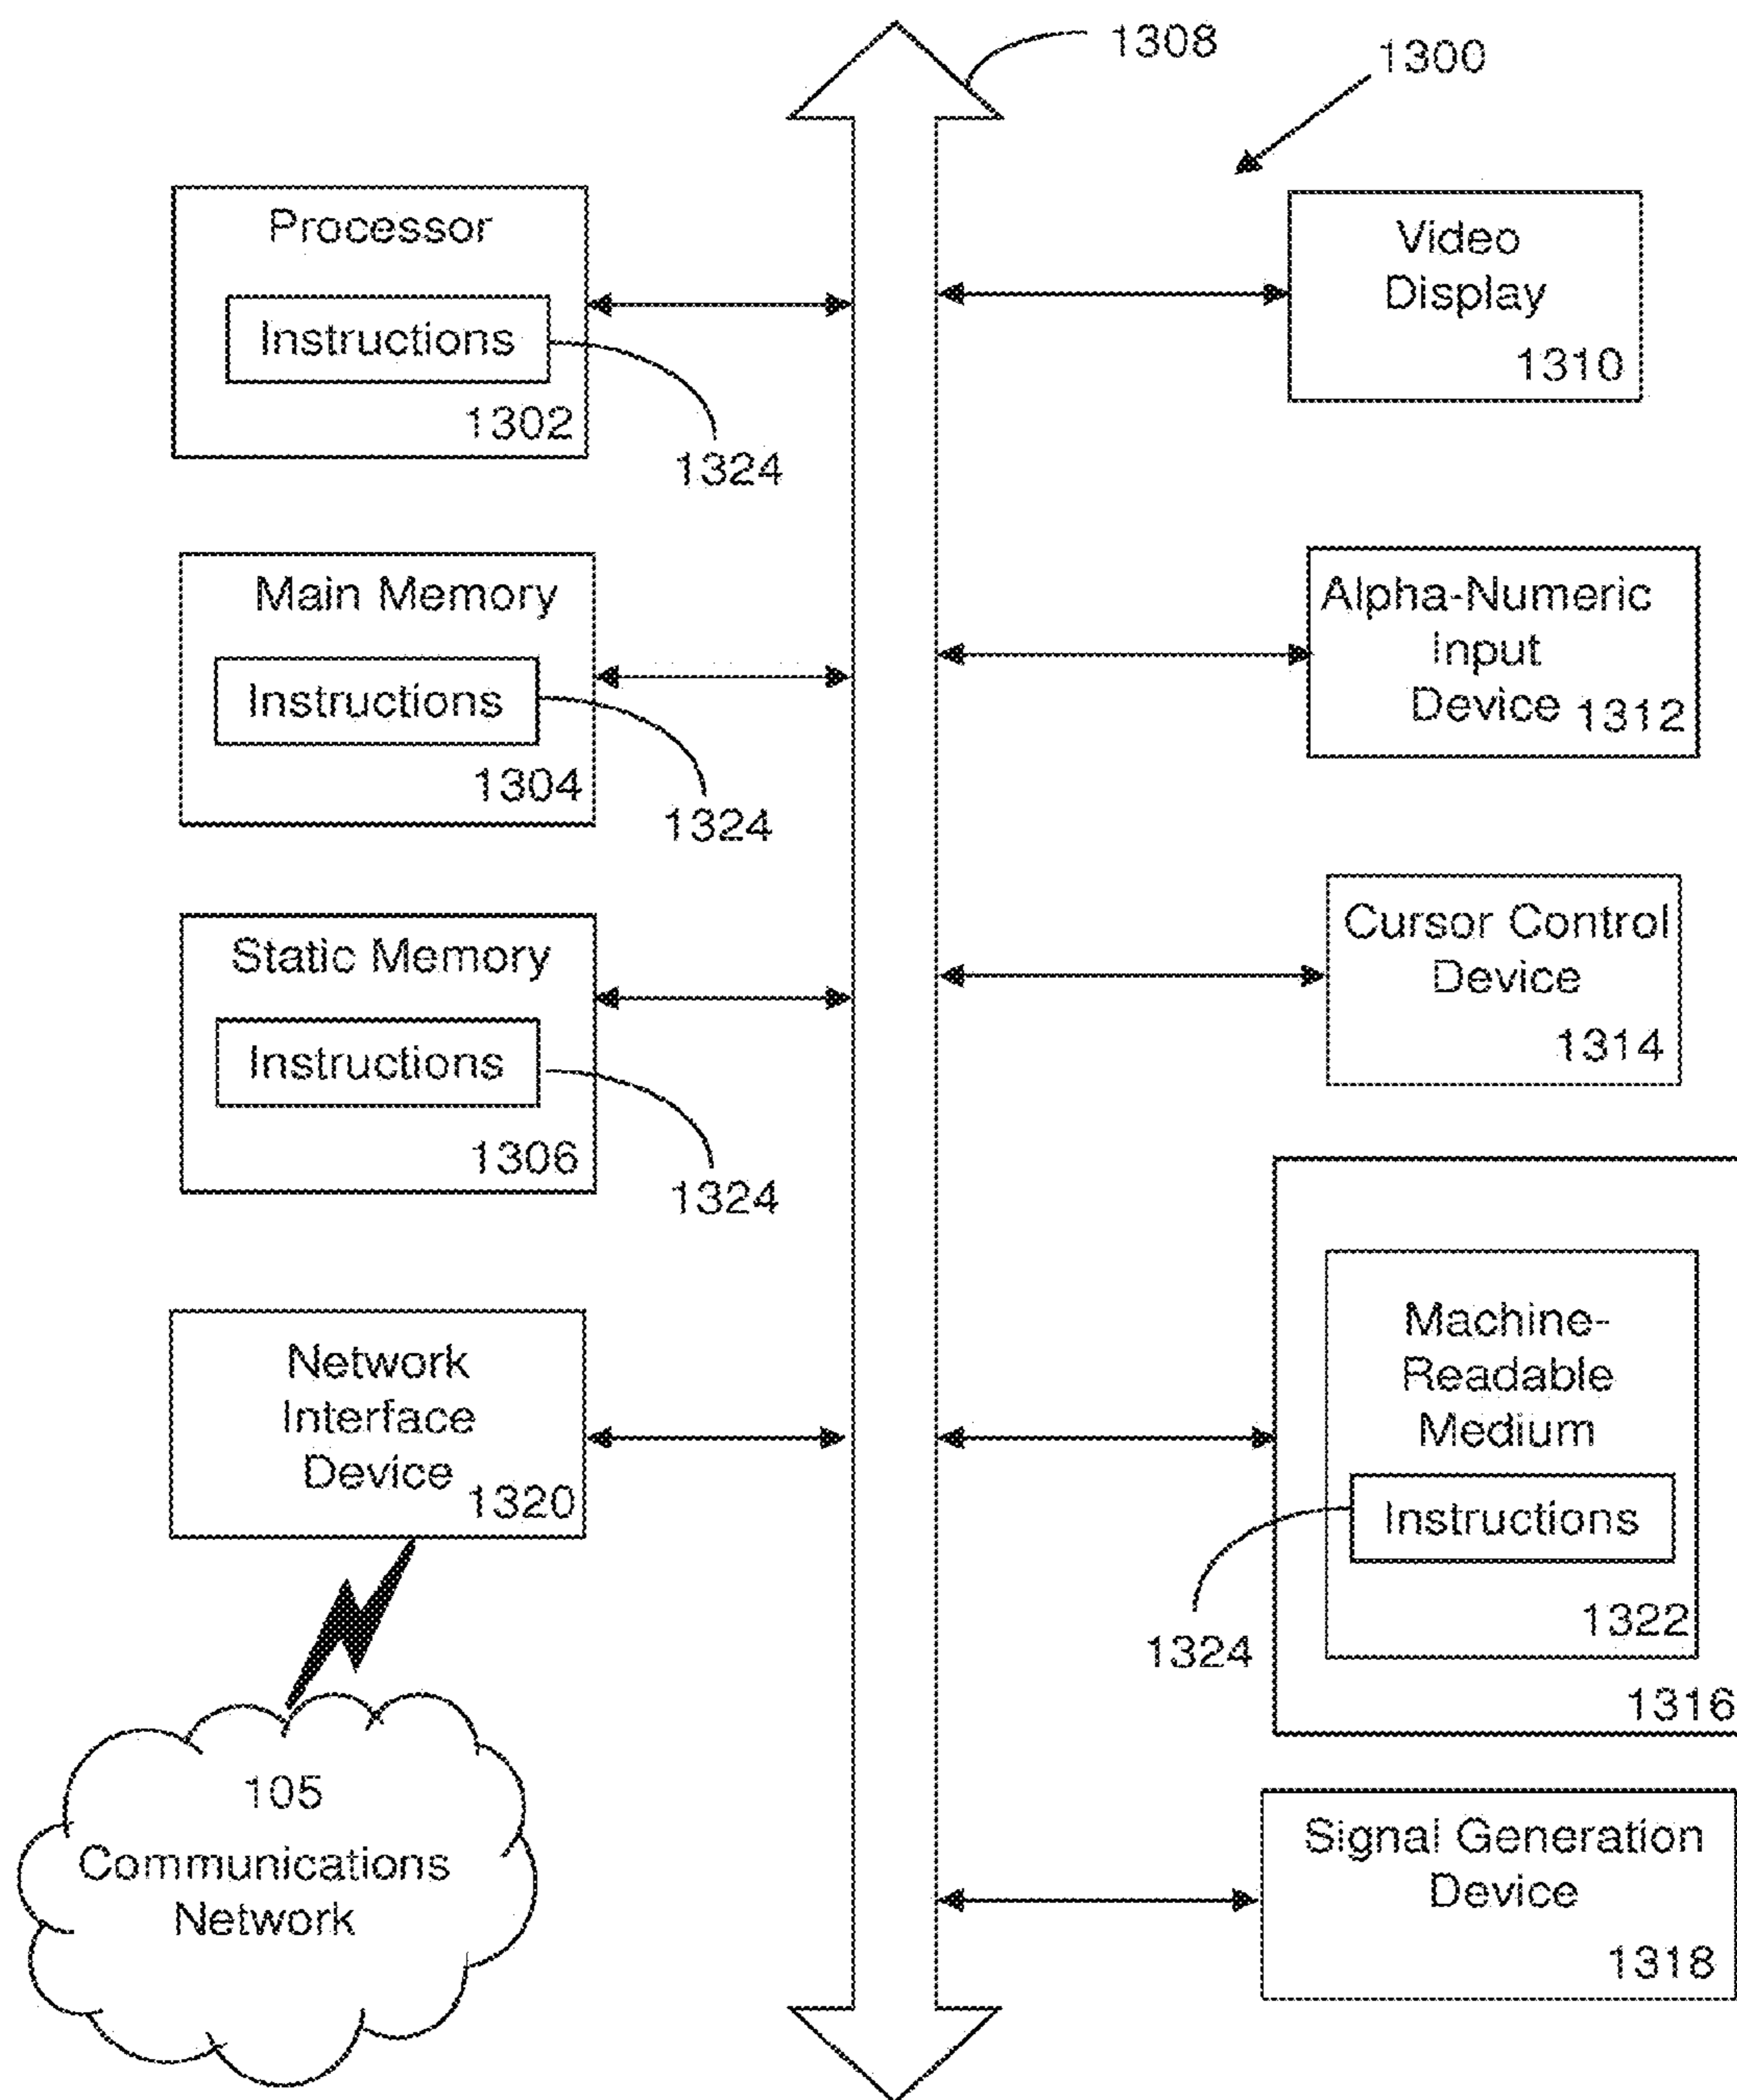 1308
1300
Processor
Instructions
1302
1324
Video
Display
1310
Main Memory
Instructions
1304
1324
Alpha-Numeric
Input
Device 1312
Static Memory
Instructions
1306
1324
Cursor Control
Device
1314
Network
Interface
Device
1320
Machine-
Readable
Medium
Instructions
1322
1324
1316
105
Communications
Network
Signal Generation
Device
1318